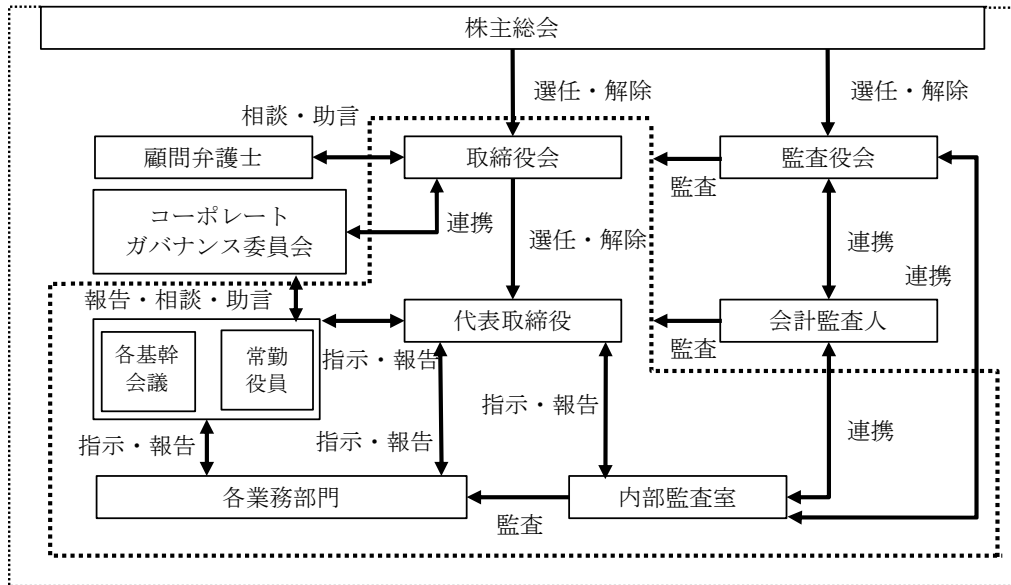 株主総会
選任・解除
選任・解除
相談・助言
顧問弁護士
取締役会
監査役会
監査
コーポレート
ガバナンス委員会
連携
選任・解除
連携
連携
報告・相談・助言
代表取締役
会計監査人
監査
各基幹
会議
常勤
役員
指示・報告
指示・報告
指示・報告
指示・報告
連携
各業務部門
監査
内部監査室